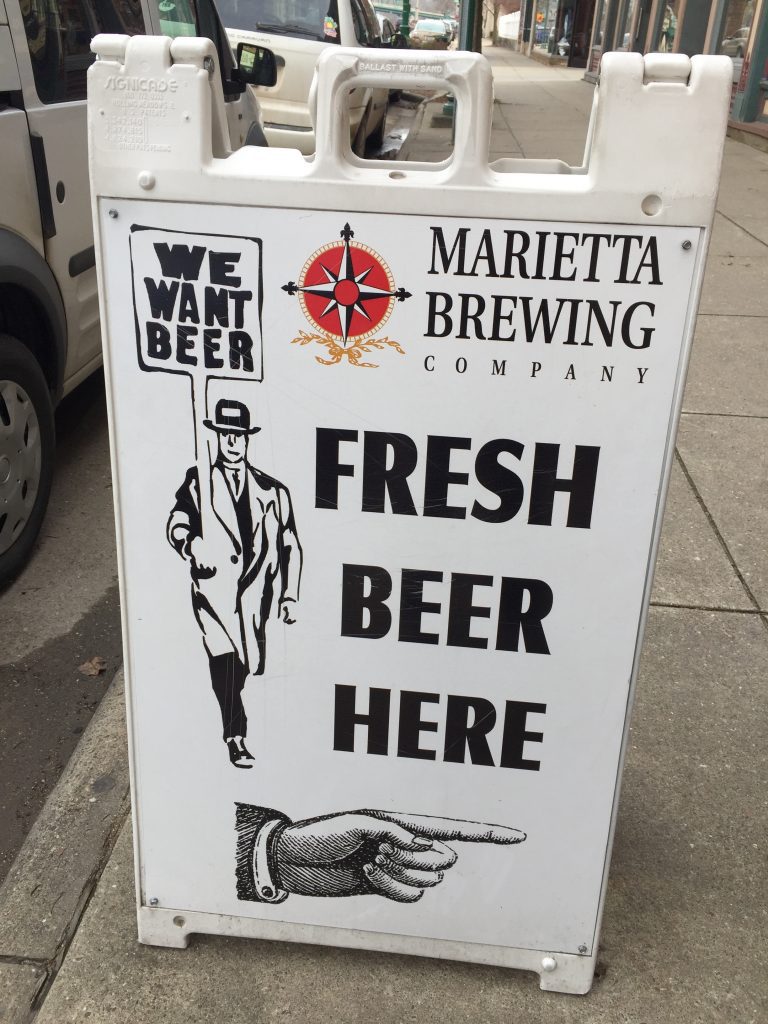 SIGNICADE
BALLAST WITH SAND
WE
WANT
BEER
MARIETTA
BREWING
COMPANY
FRESH
BEER
HERE